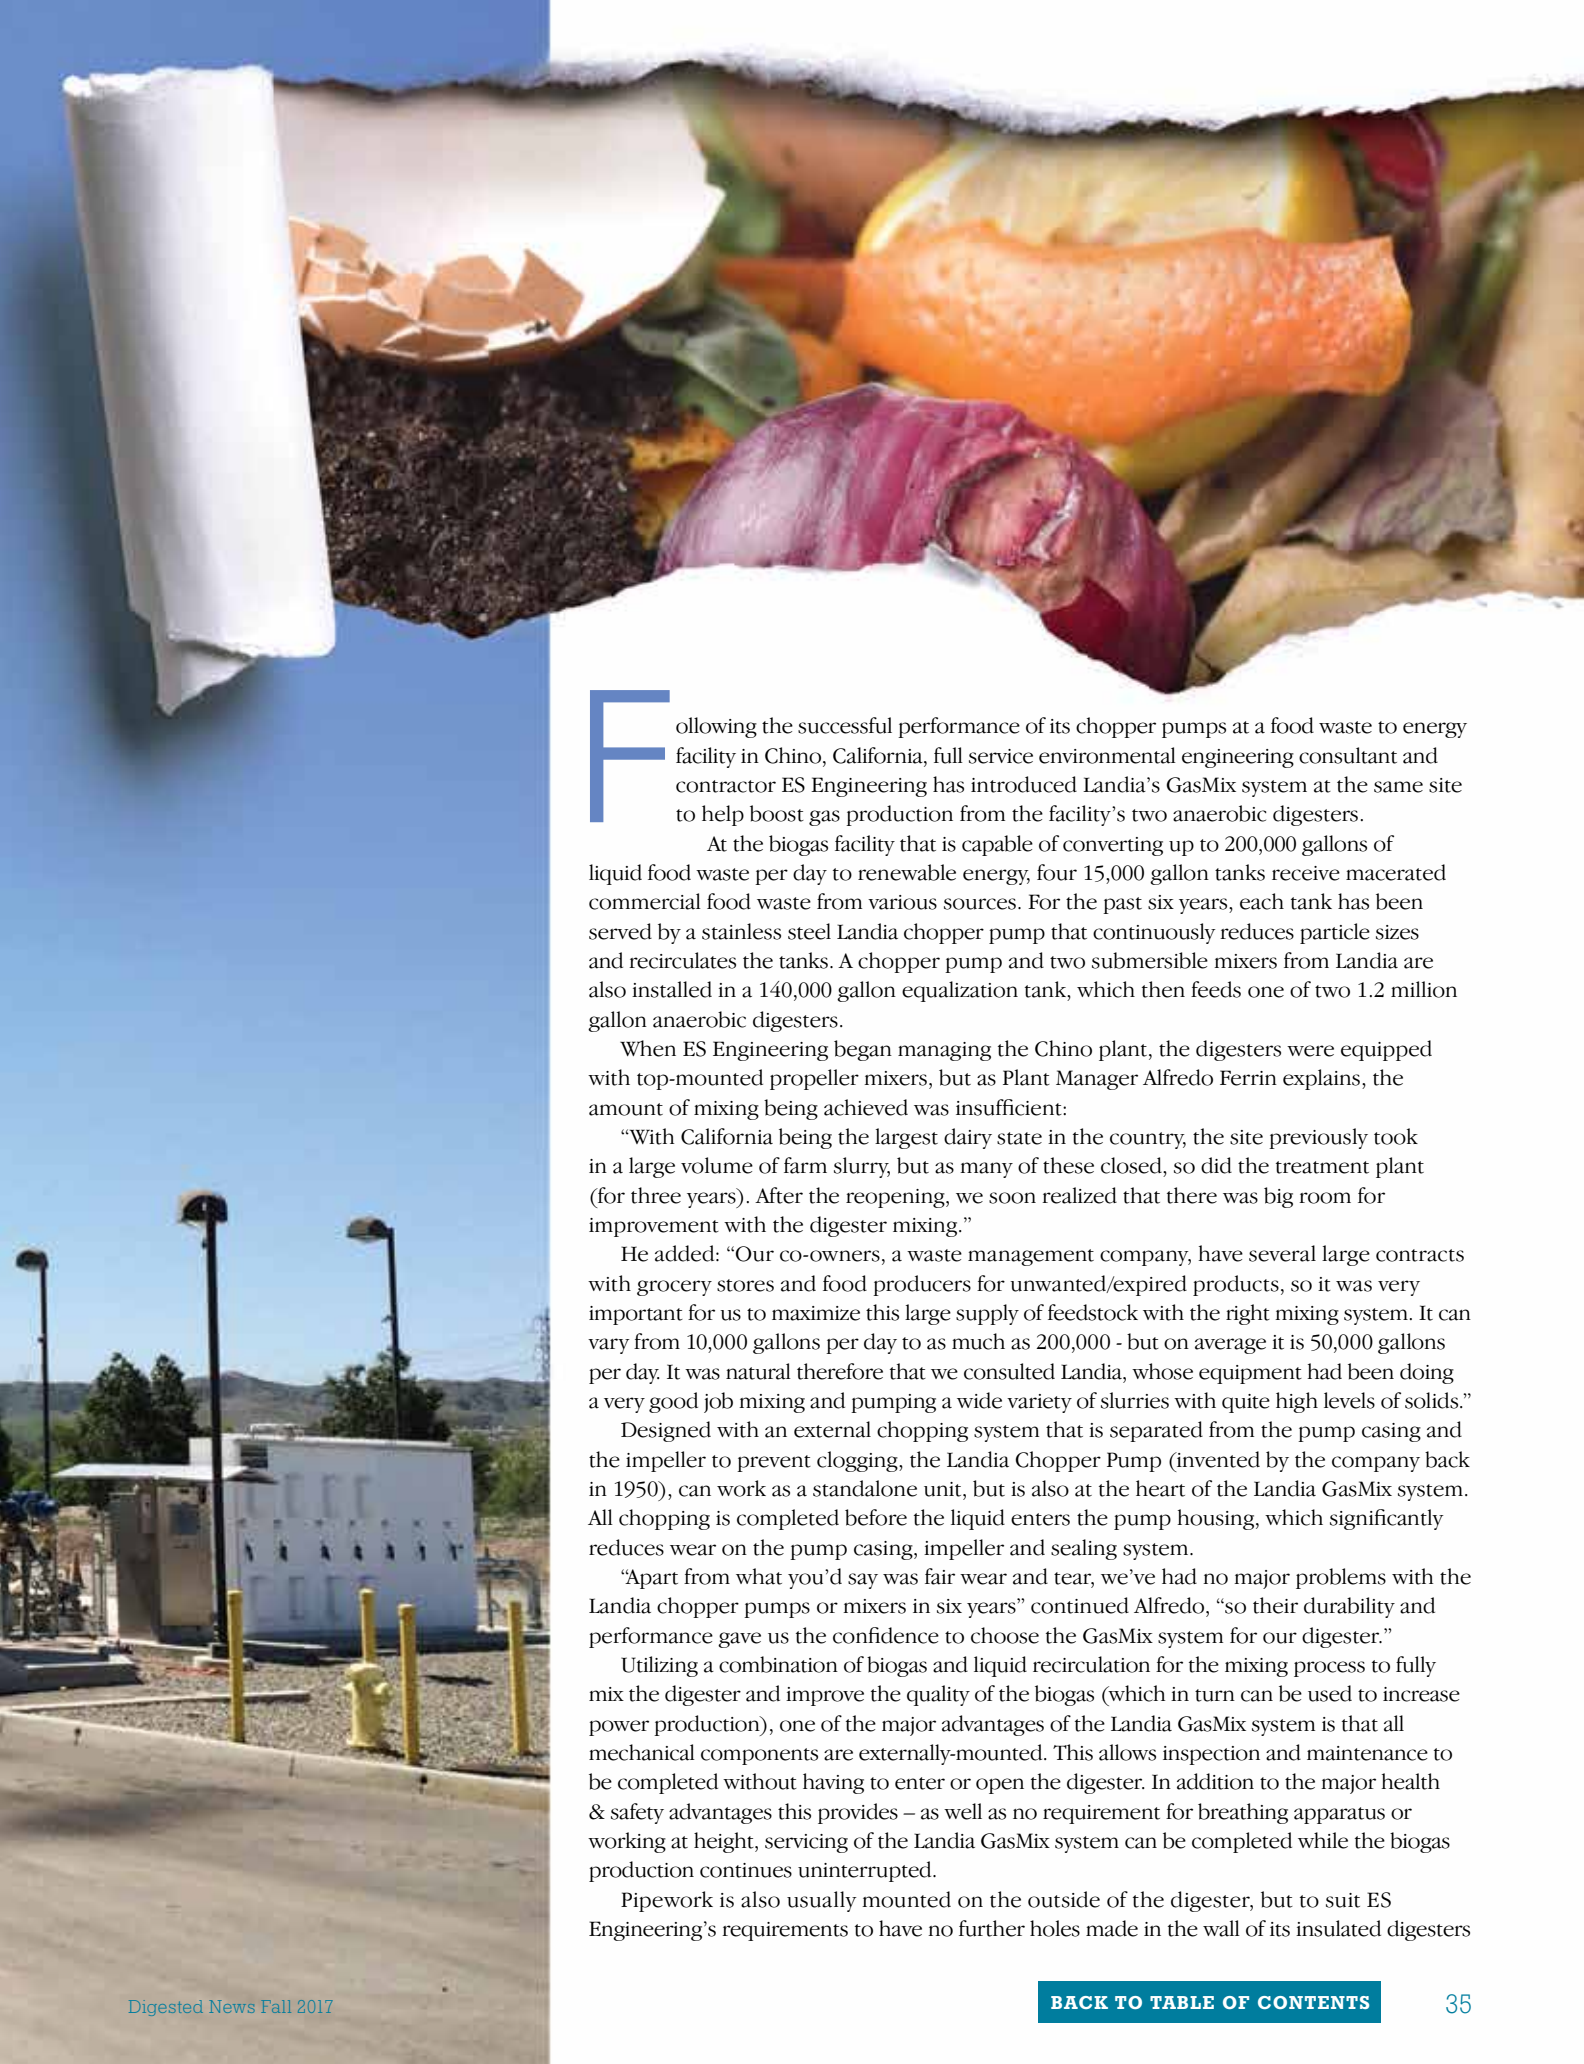 Following the successful performance of its chopper pumps at a food waste to energy
facility in Chino, California, full service environmental engineering consultant and
contractor ES Engineering has introduced Landia’s GasMix system at the same site
to help boost gas production from the facility’s two anaerobic digesters.
At the biogas facility that is capable of converting up to 200,000 gallons of
liquid food waste per day to renewable energy, four 15,000 gallon tanks receive macerated
commercial food waste from various sources. For the past six years, each tank has been
served by a stainless steel Landia chopper pump that continuously reduces particle sizes
and recirculates the tanks. A chopper pump and two submersible mixers from Landia are
also installed in a 140,000 gallon equalization tank, which then feeds one of two 1.2 million
gallon anaerobic digesters.
When ES Engineering began managing the Chino plant, the digesters were equipped
with top-mounted propeller mixers, but as Plant Manager Alfredo Ferrin explains, the
amount of mixing being achieved was insufficient:
“With California being the largest dairy state in the country, the site previously took
in a large volume of farm slurry, but as many of these closed, so did the treatment plant
(for three years). After the reopening, we soon realized that there was big room for
improvement with the digester mixing.”
He added: “Our co-owners, a waste management company, have several large contracts
with grocery stores and food producers for unwanted/expired products, so it was very
important for us to maximize this large supply of feedstock with the right mixing system. It can
vary from 10,000 gallons per day to as much as 200,000 - but on average it is 50,000 gallons
per day. It was natural therefore that we consulted Landia, whose equipment had been doing
a very good job mixing and pumping a wide variety of slurries with quite high levels of solids.”
Designed with an external chopping system that is separated from the pump casing and
the impeller to prevent clogging, the Landia Chopper Pump (invented by the company back
in 1950), can work as a standalone unit, but is also at the heart of the Landia GasMix system.
All chopping is completed before the liquid enters the pump housing, which significantly
reduces wear on the pump casing, impeller and sealing system.
“Apart from what you’d say was fair wear and tear, we’ve had no major problems with the
Landia chopper pumps or mixers in six years” continued Alfredo, “so their durability and
performance gave us the confidence to choose the GasMix system for our digester.”
Utilizing a combination of biogas and liquid recirculation for the mixing process to fully
mix the digester and improve the quality of the biogas (which in turn can be used to increase
power production), one of the major advantages of the Landia GasMix system is that all
mechanical components are externally-mounted. This allows inspection and maintenance to
be completed without having to enter or open the digester. In addition to the major health
& safety advantages this provides – as well as no requirement for breathing apparatus or
working at height, servicing of the Landia GasMix system can be completed while the biogas
production continues uninterrupted.
Pipework is also usually mounted on the outside of the digester, but to suit ES
Engineering’s requirements to have no further holes made in the wall of its insulated digesters
Digested News Fall 2017
BACK TO TABLE OF CONTENTS
35